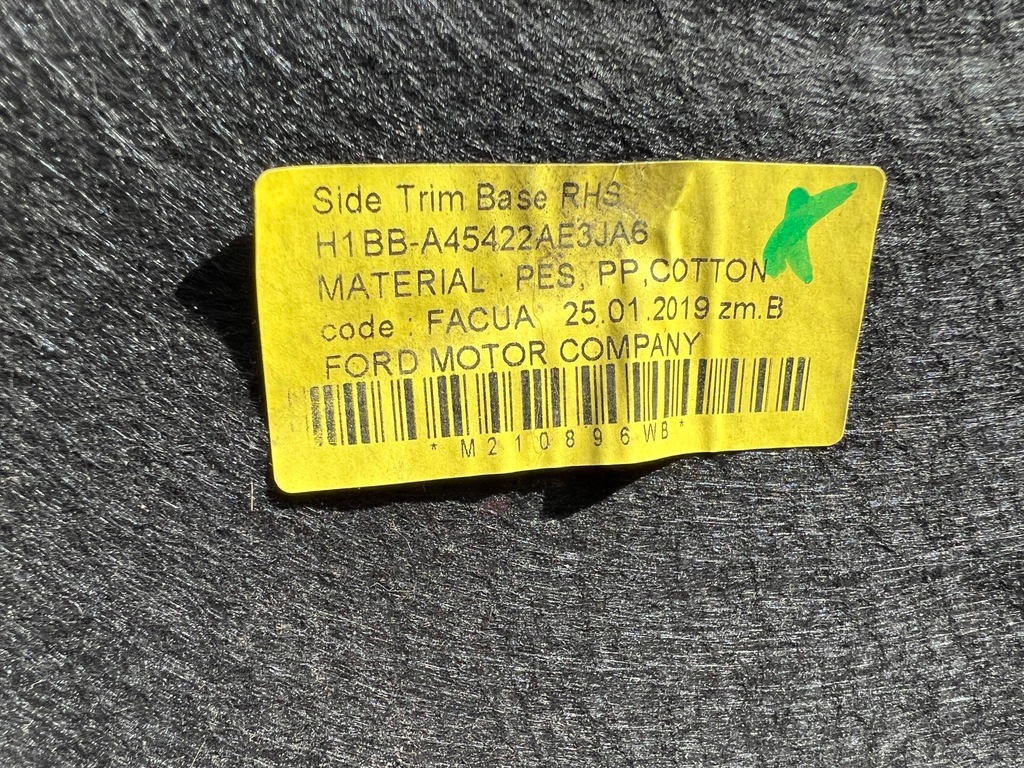 Side Trim Base RHS
H1BB-A45422AE3JA6
MATERIAL : PES, PP,COTTON
code : FACUA 25.01.2019 zm.B
FORD MOTOR COMPANY
*M210896WB*